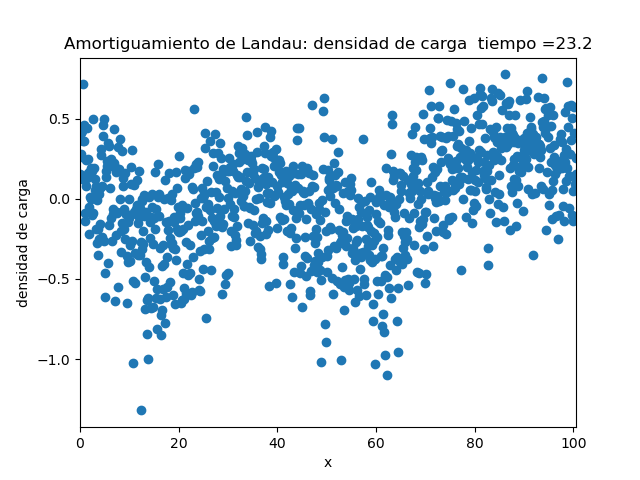 Amortiguamiento de Landau: densidad de carga  tiempo =23.2
densidad de carga
0.5
0.0
−0.5
−1.0
0 20 40 60 80 100
x